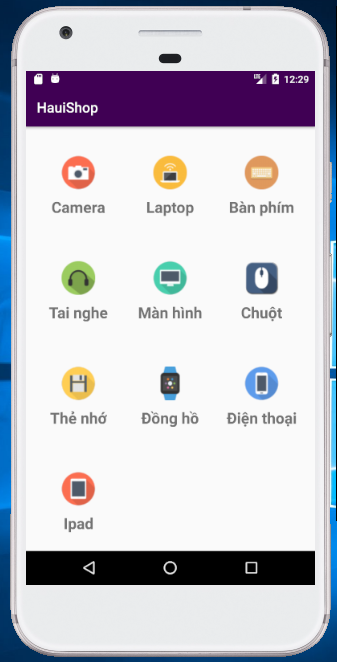 LTE 12:29
HauiShop
Camera Laptop Bàn phím
Tai nghe Màn hình Chuột
Thẻ nhớ Đồng hồ Điện thoại
Ipad